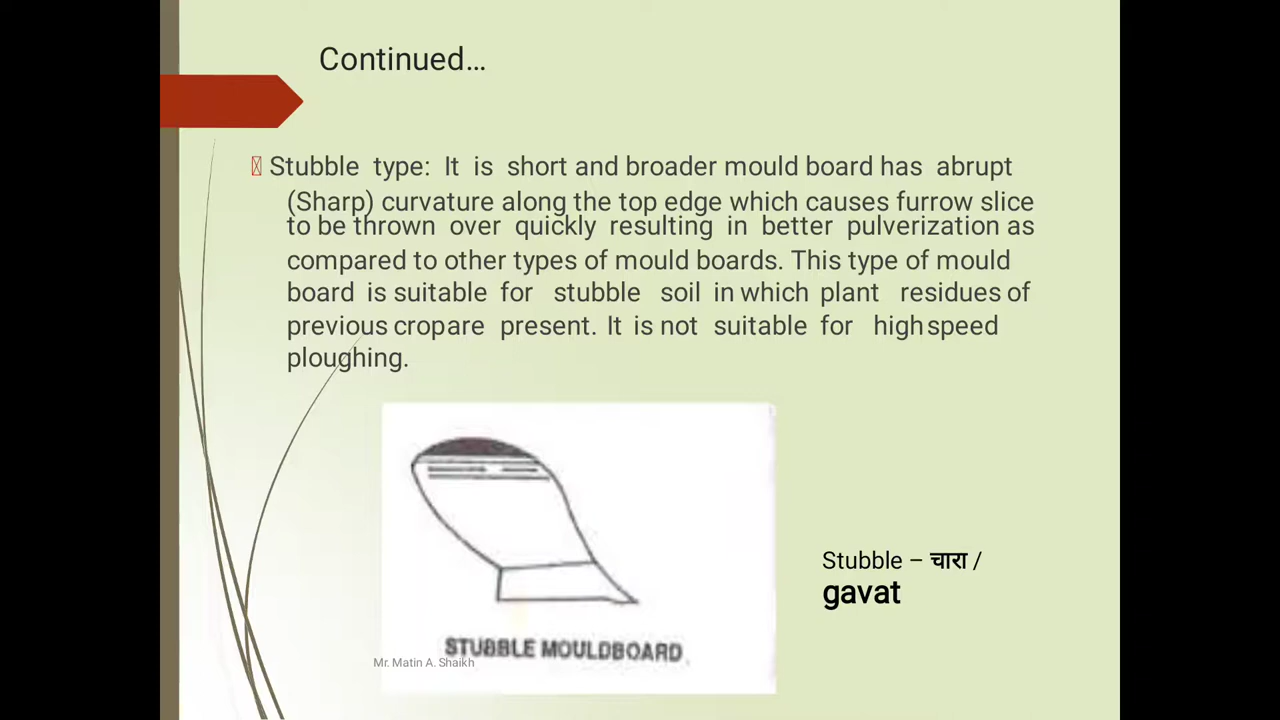 Continued...
Stubble type: It is short and broader mould board has abrupt
(Sharp) curvature along the top edge which causes furrow slice
to be thrown over quickly resulting in better pulverization as
compared to other types of mould boards. This type of mould
board is suitable for stubble soil in which plant residues of
previous cropare present. It is not suitable for high speed
ploughing.
Stubble – चारा /
gavat
STUBBLE MOULDBOARD
Mr. Matin A. Shaikh